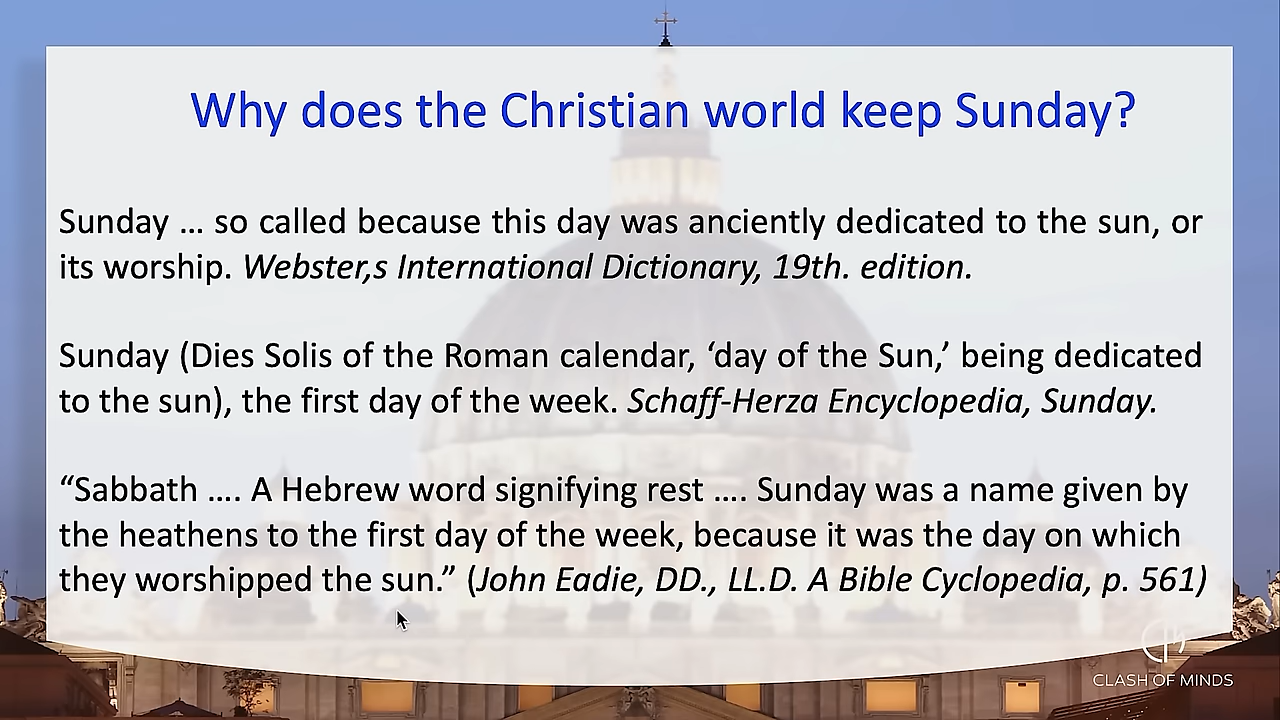 Why does the Christian world keep Sunday?
Sunday … so called because this day was anciently dedicated to the sun, or
its worship. Webster,s International Dictionary, 19th. edition.
Sunday (Dies Solis of the Roman calendar, ‘day of the Sun,’ being dedicated
to the sun), the first day of the week. Schaff-Herza Encyclopedia, Sunday.
“Sabbath …. A Hebrew word signifying rest …. Sunday was a name given by
the heathens to the first day of the week, because it was the day on which
they worshipped the sun.” (John Eadie, DD., LL.D. A Bible Cyclopedia, p. 561)
CLASH OF MINDS